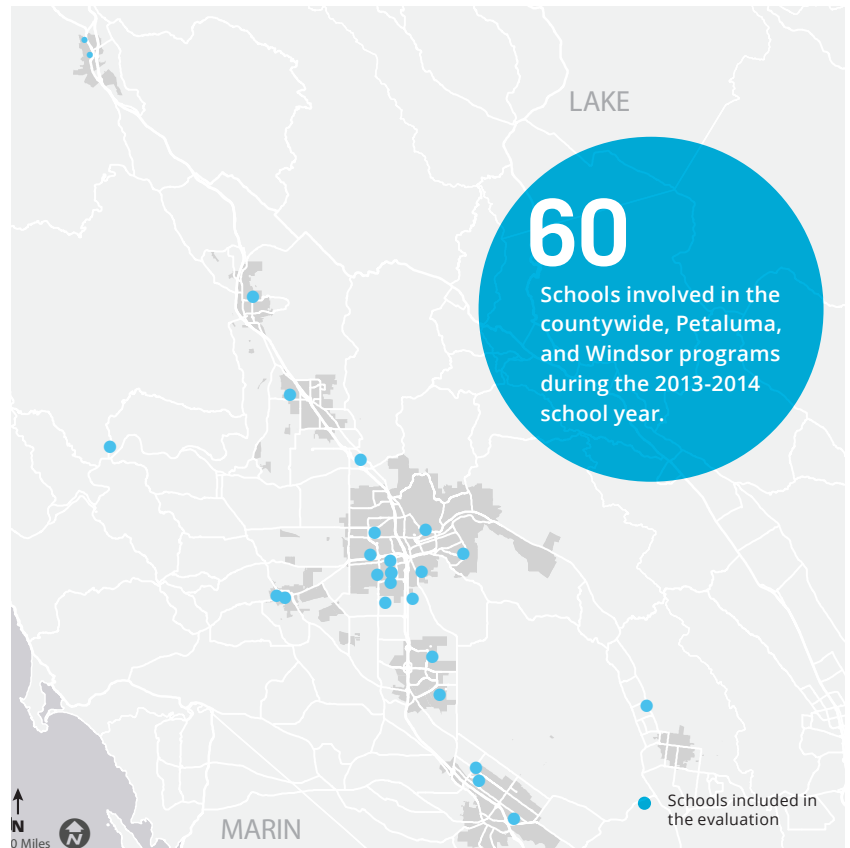 LAKE
60
Schools involved in the
countywide, Petaluma,
and Windsor programs
during the 2013-2014
school year.
Schools included in
the evaluation
MARIN
N
0 Miles
N